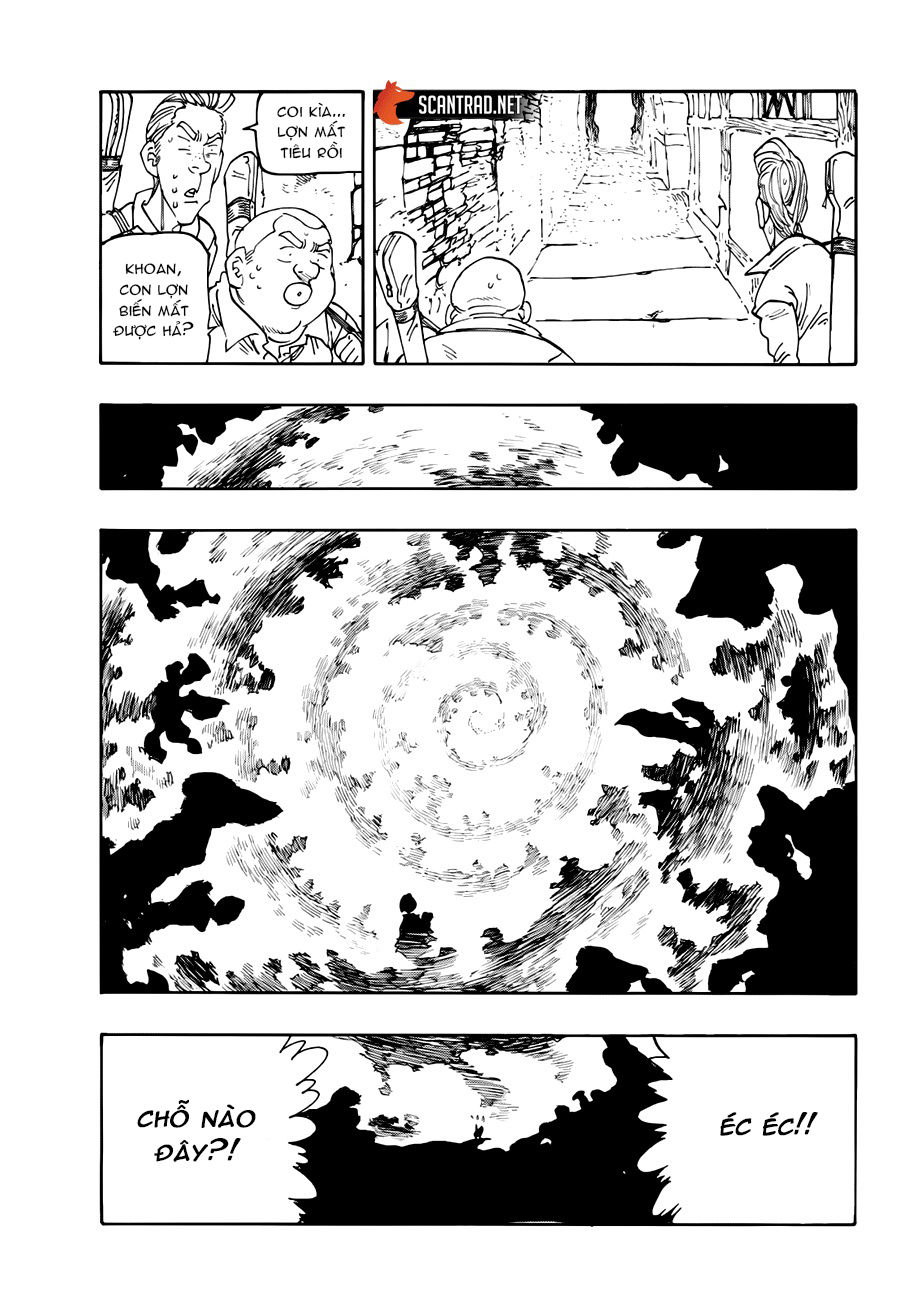 SCANTRAD.NET
COI KÌA...
LỢN MẤT
TIÊU RỒI
KHOAN,
CON LỢN
BIẾN MẤT
ĐƯỢC HẢ?
CHỖ NÀO
ĐÂY?!
ÉC ÉC!!